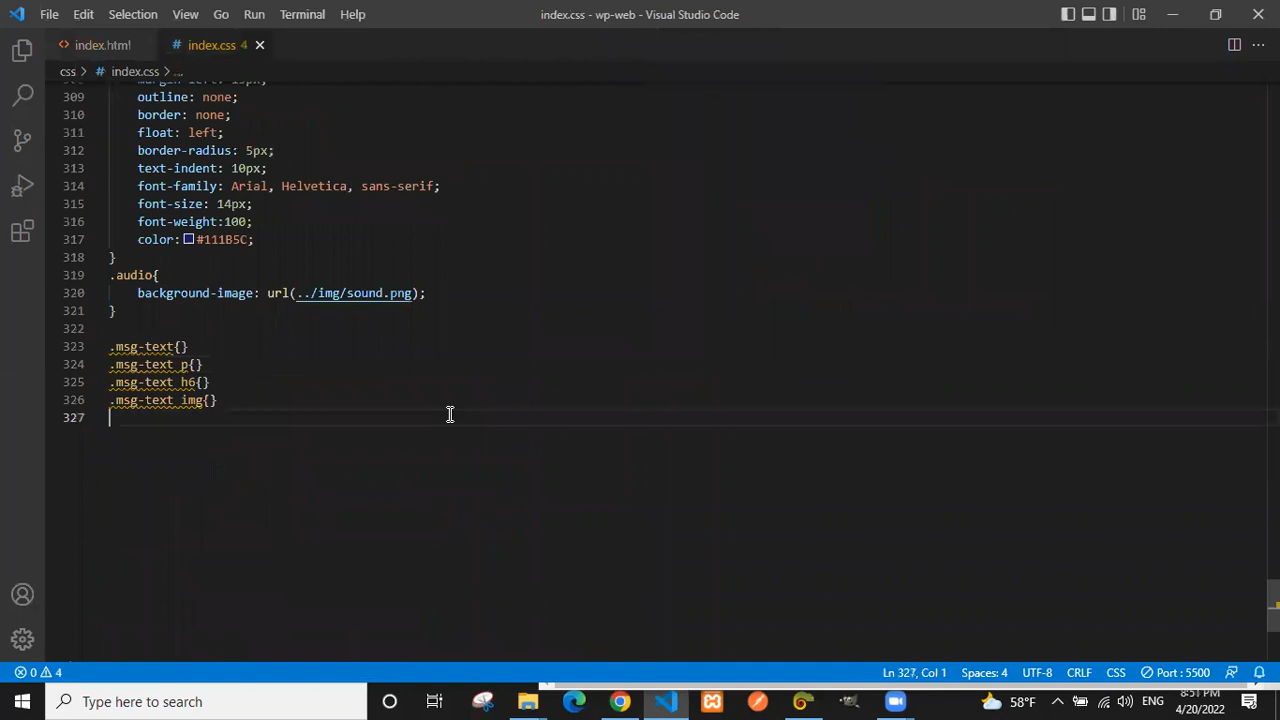 File Edit Selection View Go Run Terminal Help
index.css - wp-web - Visual Studio Code
index.html
index.css 4
css > index.css > ...
309 outline: none;
310 border: none;
311 float: left;
312 border-radius: 5px;
313 text-indent: 10px;
314 font-family: Arial, Helvetica, sans-serif;
315 font-size: 14px;
316 font-weight:100;
317 color: #111B5C;
318 }
319 .audio{
320 background-image: url(../img/sound.png);
321 }
322
323 .msg-text{}
324 .msg-text p{}
325 .msg-text h6{}
326 .msg-text img{}
327
0 4
Ln 327, Col 1 Spaces: 4 UTF-8 CRLF CSS Port : 5500
Type here to search
58°F ENG
8:51 PM
4/20/2022